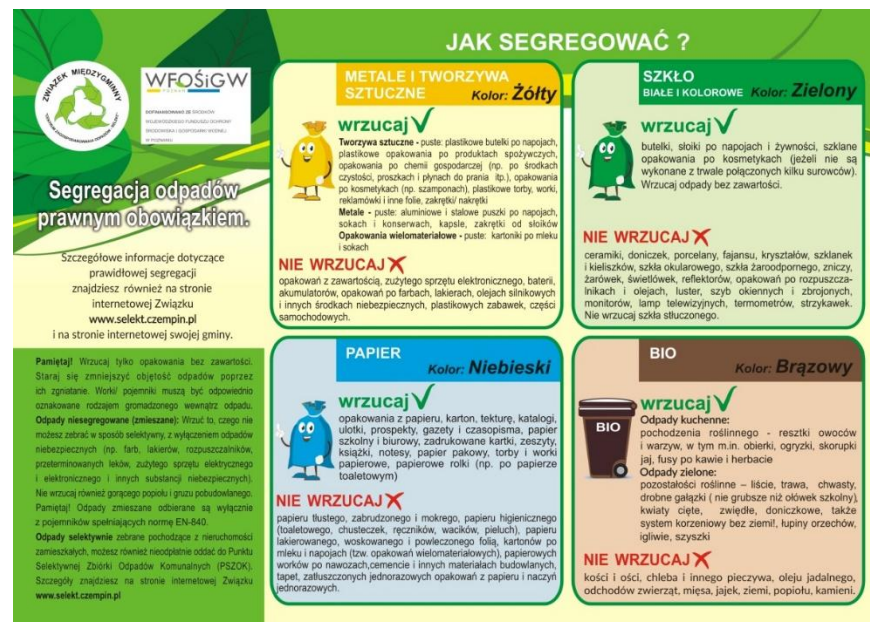 JAK SEGREGOWAĆ ?
ZWIĄZEK MIĘDZYGMINNY
WFOŚiGW
POZNAŃ
DOFINANSOWANO ZE ŚRODKÓW
WOJEWÓDZKIEGO FUNDUSZU OCHRONY
ŚRODOWISKA I GOSPODARKI WODNEJ
W POZNANIU
Segregacja odpadów
prawnym obowiązkiem.
Szczegółowe informacje dotyczące
prawidłowej segregacji
znajdziesz również na stronie
internetowej Związku
www.selekt.czempin.pl
i na stronie internetowej swojej gminy.
Pamiętaj! Wrzucaj tylko opakowania bez zawartości.
Staraj się zmniejszyć objętość odpadów poprzez
ich zgniatanie. Worki/ pojemniki muszą być odpowiednio
oznakowane rodzajem gromadzonego wewnątrz odpadu.
Odpady niesegregowane (zmieszane): Wrzuć to, czego nie
możesz zebrać w sposób selektywny, z wyłączeniem odpadów
niebezpiecznych (np. farb, lakierów, rozpuszczalników,
przeterminowanych leków, zużytego sprzętu elektrycznego
i elektronicznego i innych substancji niebezpiecznych).
Nie wrzucaj również gorącego popiołu i gruzu pobudowlanego.
Pamiętaj! Odpady zmieszane odbierane są wyłącznie
z pojemników spełniających normę EN-840.
Odpady selektywnie zebrane pochodzące z nieruchomości
zamieszkałych, możesz również nieodpłatnie oddać do Punktu
Selektywnej Zbiórki Odpadów Komunalnych (PSZOK).
Szczegóły znajdziesz na stronie internetowej Związku
www.selekt.czempin.pl
METALE I TWORZYWA
SZTUCZNE Kolor: Żółty
wrzucaj
Tworzywa sztuczne - puste: plastikowe butelki po napojach,
plastikowe opakowania po produktach spożywczych,
opakowania po chemii gospodarczej (np. po środkach
czystości, proszkach i płynach do prania itp.), opakowania
po kosmetykach (np. szamponach), plastikowe torby, worki,
reklamówki i inne folie, zakrętki/ nakrętki
Metale - puste: aluminiowe i stalowe puszki po napojach,
sokach i konserwach, kapsle, zakrętki od słoików
Opakowania wielomateriałowe - puste: kartoniki po mleku
i sokach
NIE WRZUCAJ
opakowań z zawartością, zużytego sprzętu elektronicznego, baterii,
akumulatorów, opakowań po farbach, lakierach, olejach silnikowych
i innych środkach niebezpiecznych, plastikowych zabawek, części
samochodowych.
SZKŁO
BIAŁE I KOLOROWE Kolor: Zielony
wrzucaj
butelki, słoiki po napojach i żywności, szklane
opakowania po kosmetykach (jeżeli nie są
wykonane z trwale połączonych kilku surowców).
Wrzucaj odpady bez zawartości.
NIE WRZUCAJ
ceramiki, doniczek, porcelany, fajansu, kryształów, szklanek
i kieliszków, szkła okularowego, szkła żaroodpornego, zniczy,
żarówek, świetlówek, reflektorów, opakowań po rozpuszcza-
lnikach i olejach, luster, szyb okiennych i zbrojonych,
monitorów, lamp telewizyjnych, termometrów, strzykawek.
Nie wrzucaj szkła stłuczonego.
PAPIER
Kolor: Niebieski
wrzucaj
opakowania z papieru, karton, tekturę, katalogi,
ulotki, prospekty, gazety i czasopisma, papier
szkolny i biurowy, zadrukowane kartki, zeszyty,
książki, notesy, papier pakowy, torby i worki
papierowe, papierowe rolki (np. po papierze
toaletowym)
NIE WRZUCAJ
papieru tłustego, zabrudzonego i mokrego, papieru higienicznego
(toaletowego, chusteczek, ręczników, wacików, pieluch), papieru
lakierowanego, woskowanego i powleczonego folią, kartonów po
mleku i napojach (tzw. opakowań wielomateriałowych), papierowych
worków po nawozach,cemencie i innych materiałach budowlanych,
tapet, zatłuszczonych jednorazowych opakowań z papieru i naczyń
jednorazowych.
BIO
Kolor: Brązowy
BIO
wrzucaj
Odpady kuchenne:
pochodzenia roślinnego - resztki owoców
i warzyw, w tym m.in. obierki, ogryzki, skorupki
jaj, fusy po kawie i herbacie
Odpady zielone:
pozostałości roślinne – liście, trawa, chwasty,
drobne gałązki ( nie grubsze niż ołówek szkolny),
kwiaty cięte, zwiędłe, doniczkowe, także
system korzeniowy bez ziemi!, łupiny orzechów,
igliwie, szyszki
NIE WRZUCAJ
kości i ości, chleba i innego pieczywa, oleju jadalnego,
odchodów zwierząt, mięsa, jajek, ziemi, popiołu, kamieni.